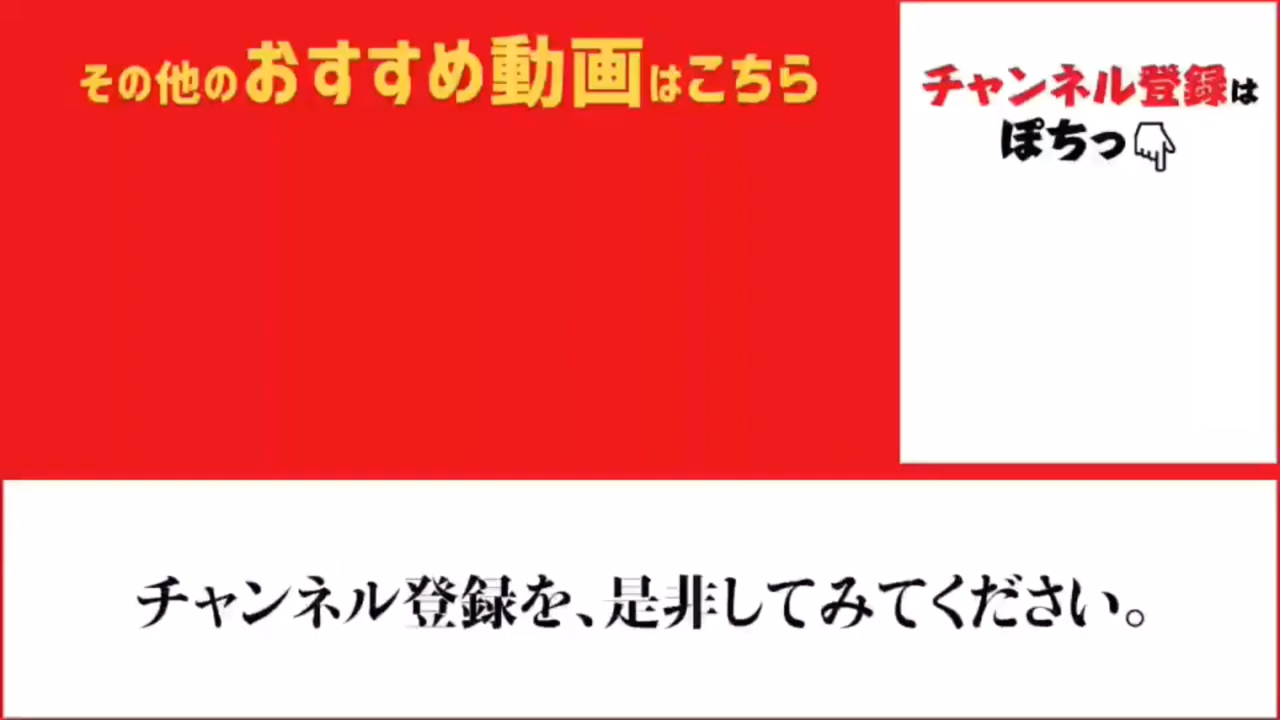 その他のおすすめ動画はこちら
チャンネル登録は
ぽちっ
チャンネル登録を、是非してみてください。